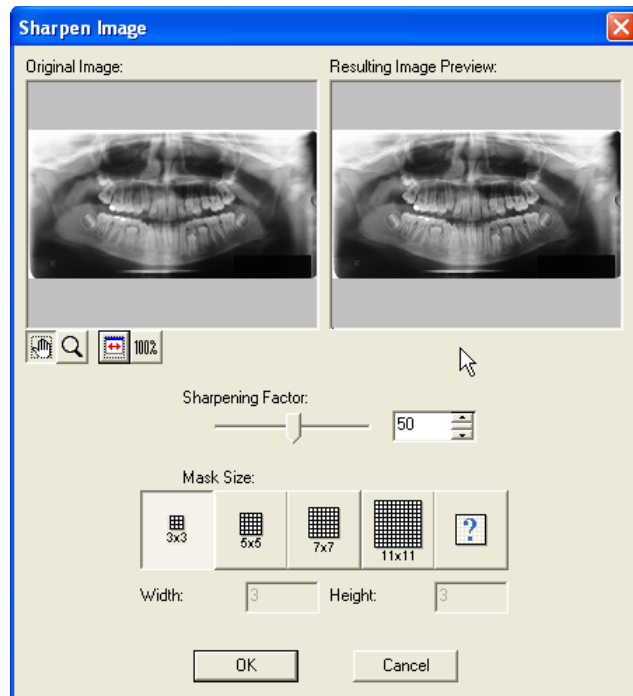 Sharpen Image
Original Image:
Resulting Image Preview:
100%
Sharpening Factor:
50
Mask Size:
3x3
5x5
7x7
11x11
?
Width:
3
Height:
3
OK
Cancel